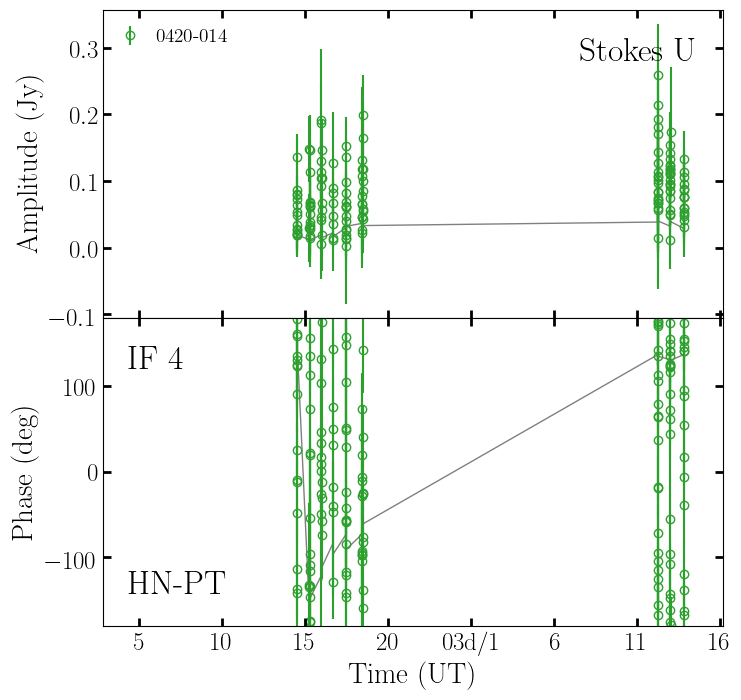 0420-014
Stokes U
Amplitude (Jy)
0.3
0.2
0.1
0.0
−0.1
IF 4
HN-PT
Phase (deg)
100
0
−100
5 10 15 20 03d/1 6 11 16
Time (UT)